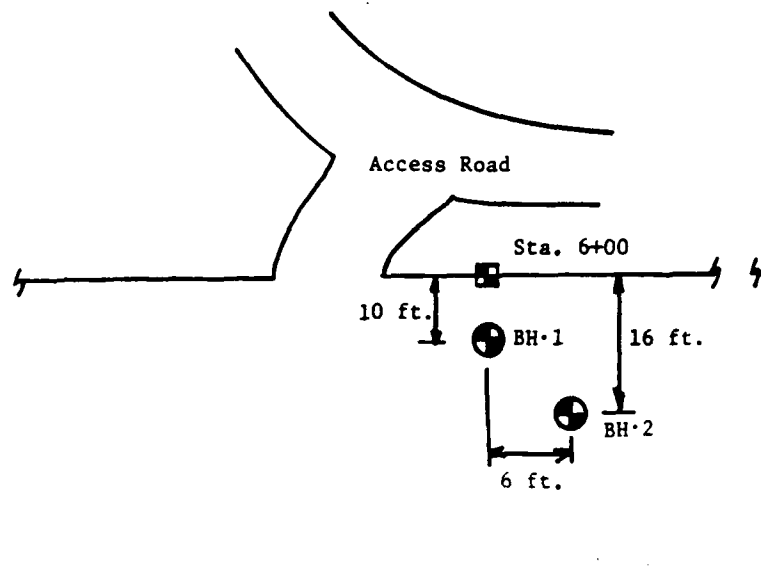 Access Road
Sta. 6+00
10 ft.
BH·1
16 ft.
BH·2
6 ft.